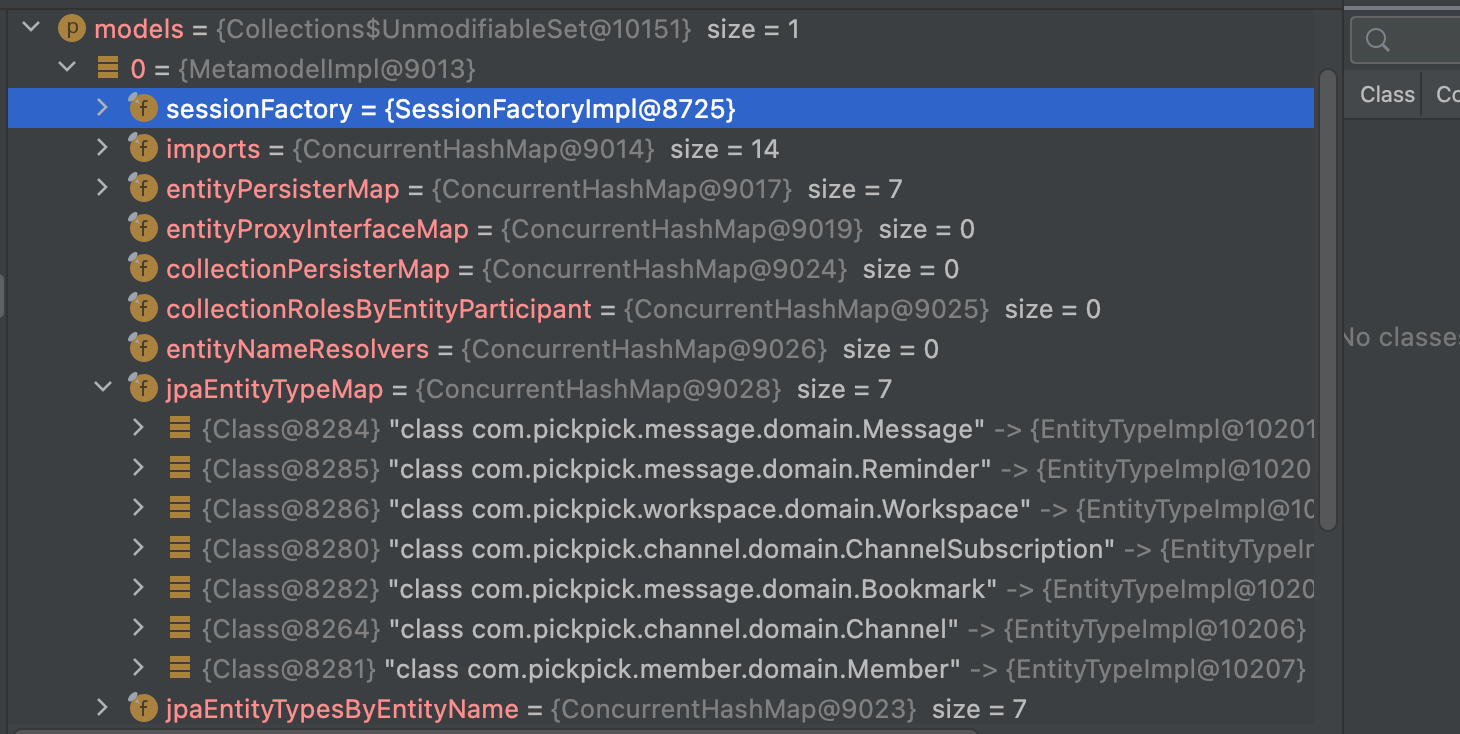 p models = {Collections$UnmodifiableSet@10151} size = 1
0 = {MetamodelImpl@9013}
f sessionFactory = {SessionFactoryImpl@8725}
Class Co
f imports = {ConcurrentHashMap@9014} size = 14
f entityPersisterMap = {ConcurrentHashMap@9017} size = 7
f entityProxyInterfaceMap = {ConcurrentHashMap@9019} size = 0
f collectionPersisterMap = {ConcurrentHashMap@9024} size = 0
f collectionRolesByEntityParticipant = {ConcurrentHashMap@9025} size = 0
No classes
f entityNameResolvers = {ConcurrentHashMap@9026} size = 0
f jpaEntityTypeMap = {ConcurrentHashMap@9028} size = 7
{Class@8284} "class com.pickpick.message.domain.Message" -> {EntityTypeImpl@10201
{Class@8285} "class com.pickpick.message.domain.Reminder" -> {EntityTypeImpl@1020
{Class@8286} "class com.pickpick.workspace.domain.Workspace" -> {EntityTypeImpl@10
{Class@8280} "class com.pickpick.channel.domain.ChannelSubscription" -> {EntityTypeIm
{Class@8282} "class com.pickpick.message.domain.Bookmark" -> {EntityTypeImpl@1020
{Class@8264} "class com.pickpick.channel.domain.Channel" -> {EntityTypeImpl@10206}
{Class@8281} "class com.pickpick.member.domain.Member" -> {EntityTypeImpl@10207}
f jpaEntityTypesByEntityName = {ConcurrentHashMap@9023} size = 7